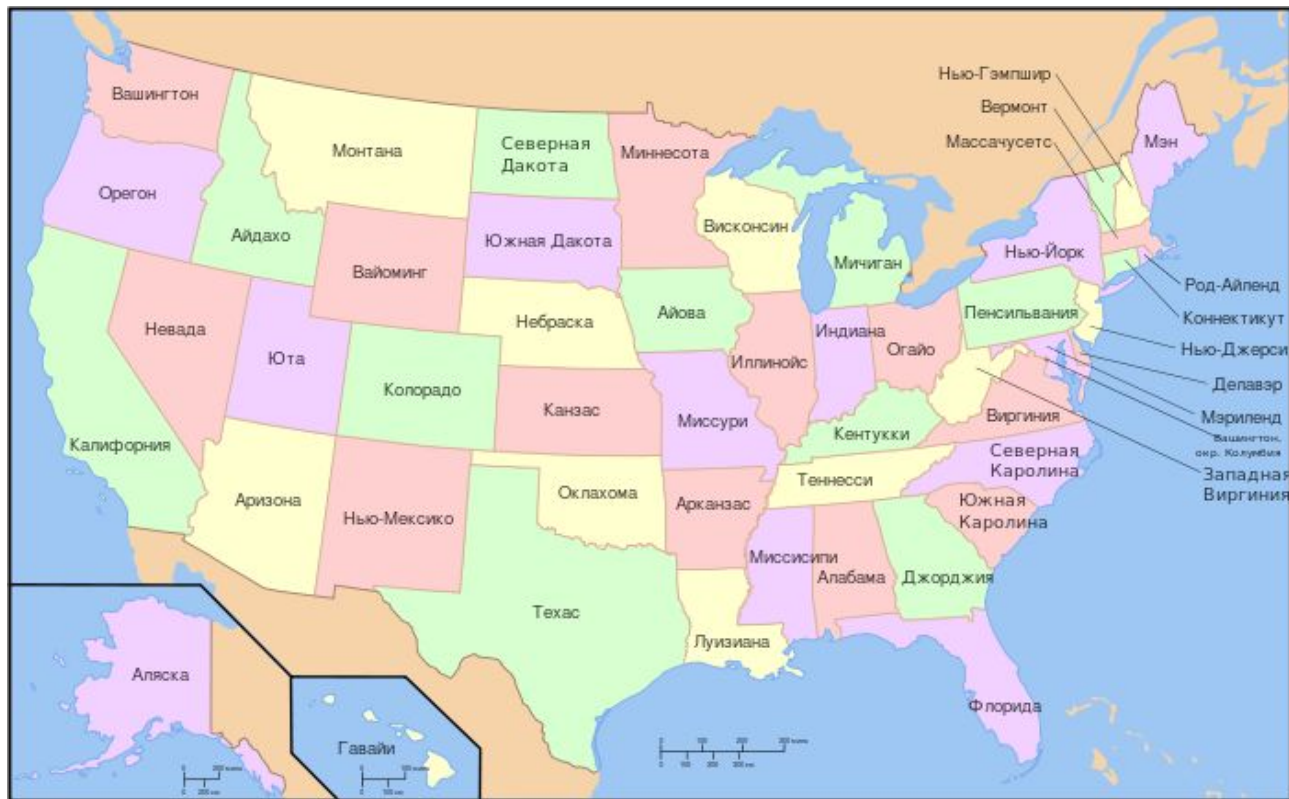 Нью-Гэмпшир
Вермонт
Массачусетс
Вашингтон
Монтана
Северная
Дакота
Миннесота
Мэн
Орегон
Айдахо
Висконсин
Южная Дакота
Вайоминг
Мичиган
Нью-Йорк
Род-Айленд
Невада
Небраска
Айова
Индиана
Пенсильвания
Коннектикут
Юта
Колорадо
Иллинойс
Огайо
Нью-Джерси
Канзас
Делавэр
Калифорния
Миссури
Кентукки
Виргиния
Мэриленд
Вашингтон,
окр. Колумбия
Северная
Каролина
Западная
Виргиния
Аризона
Оклахома
Теннесси
Нью-Мексико
Арканзас
Южная
Каролина
Миссисипи
Алабама
Джорджия
Техас
Луизиана
Аляска
Флорида
Гавайи